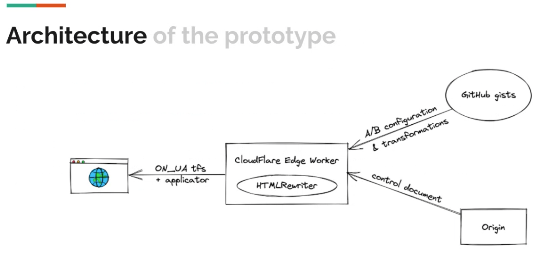 Architecture of the prototype
GitHub gists
A/B configuration
& transformations
CloudFlare Edge Worker
HTMLRewriter
ON_UA tfs
+ applicator
control document
Origin